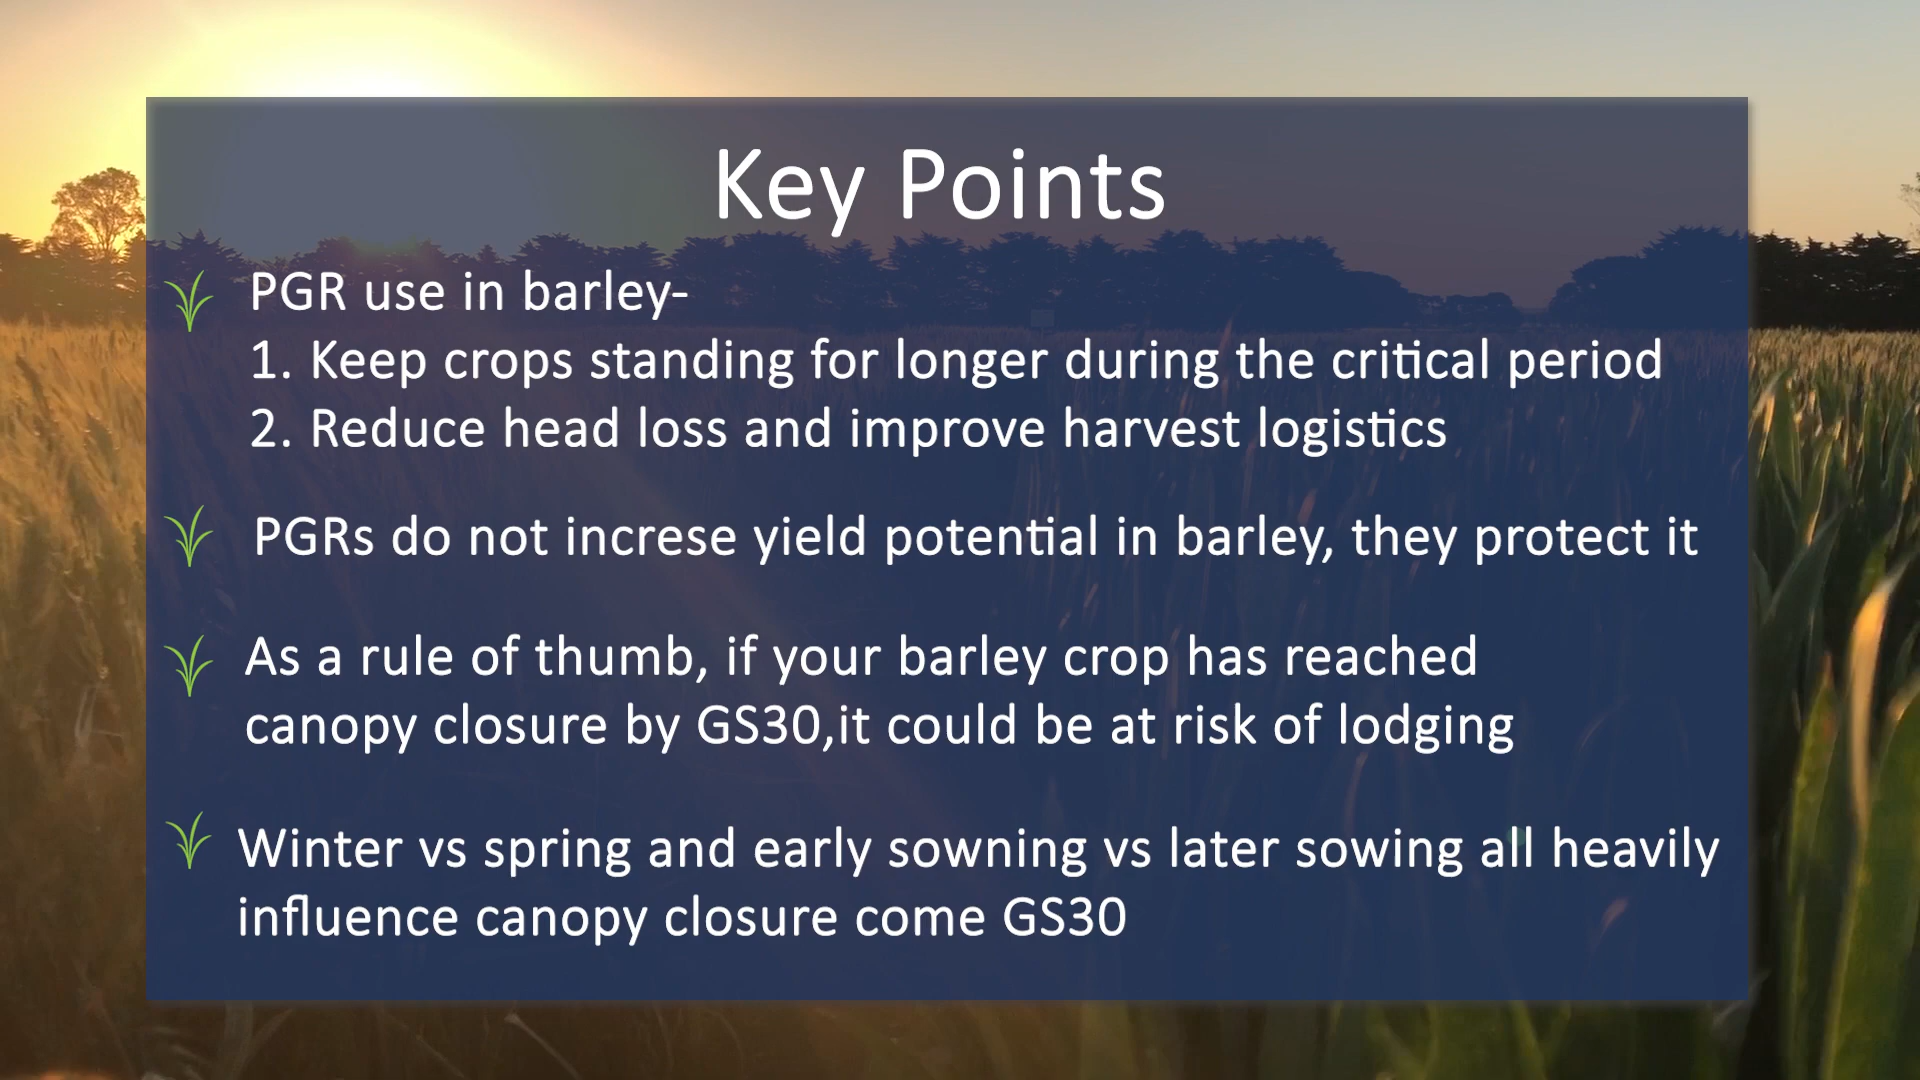 Key Points
PGR use in barley-
1. Keep crops standing for longer during the critical period
2. Reduce head loss and improve harvest logistics
PGRs do not increse yield potential in barley, they protect it
As a rule of thumb, if your barley crop has reached
canopy closure by GS30,it could be at risk of lodging
Winter vs spring and early sowning vs later sowing all heavily
influence canopy closure come GS30